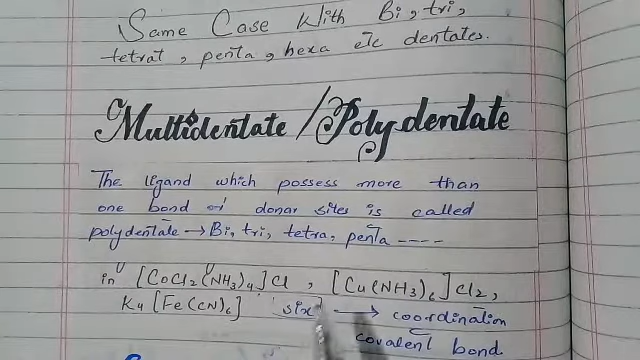 Same Case With Bi, tri,
tetrat, penta, hexa etc dentates.
Multidentate / Polydentate
The ligand which possess more than
one bond or donar sites is called
polydentate → Bi, tri, tetra, penta ----
in [CoCl2(NH3)4]Cl , [Cu(NH3)6]Cl2,
K4[Fe(CN)6] six → coordination
covalent bond